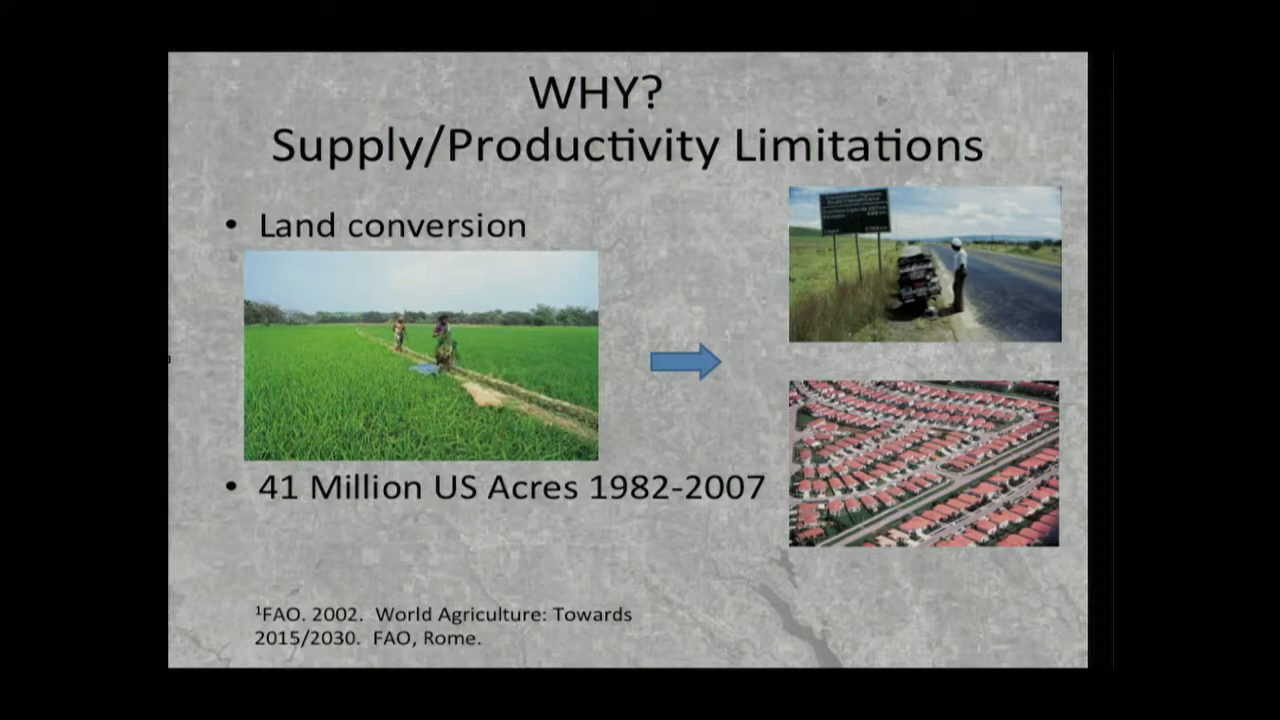 WHY?
Supply/Productivity Limitations
• Land conversion
• 41 Million US Acres 1982-2007
¹FAO. 2002. World Agriculture: Towards
2015/2030. FAO, Rome.